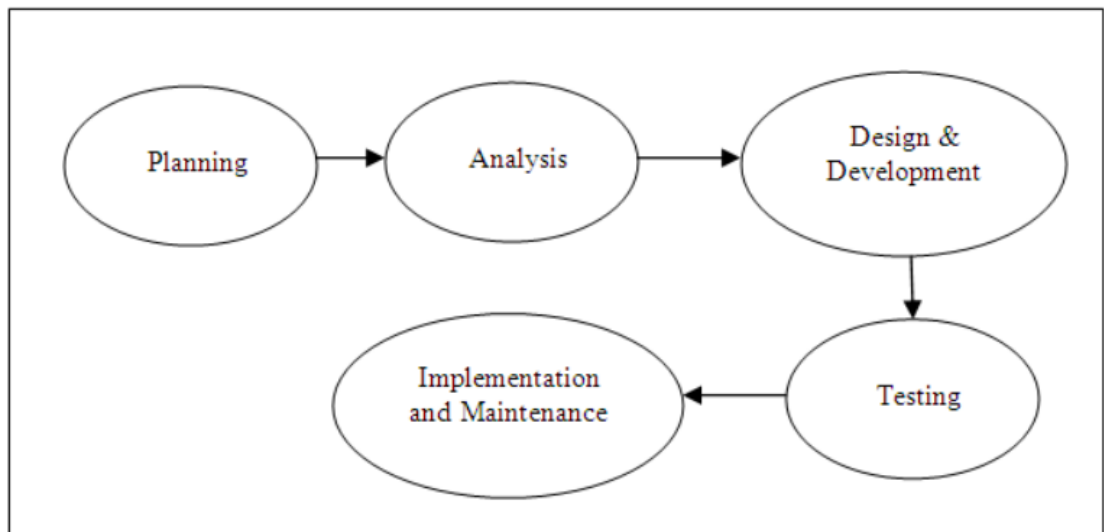 Planning
Analysis
Design &
Development
Testing
Implementation
and Maintenance